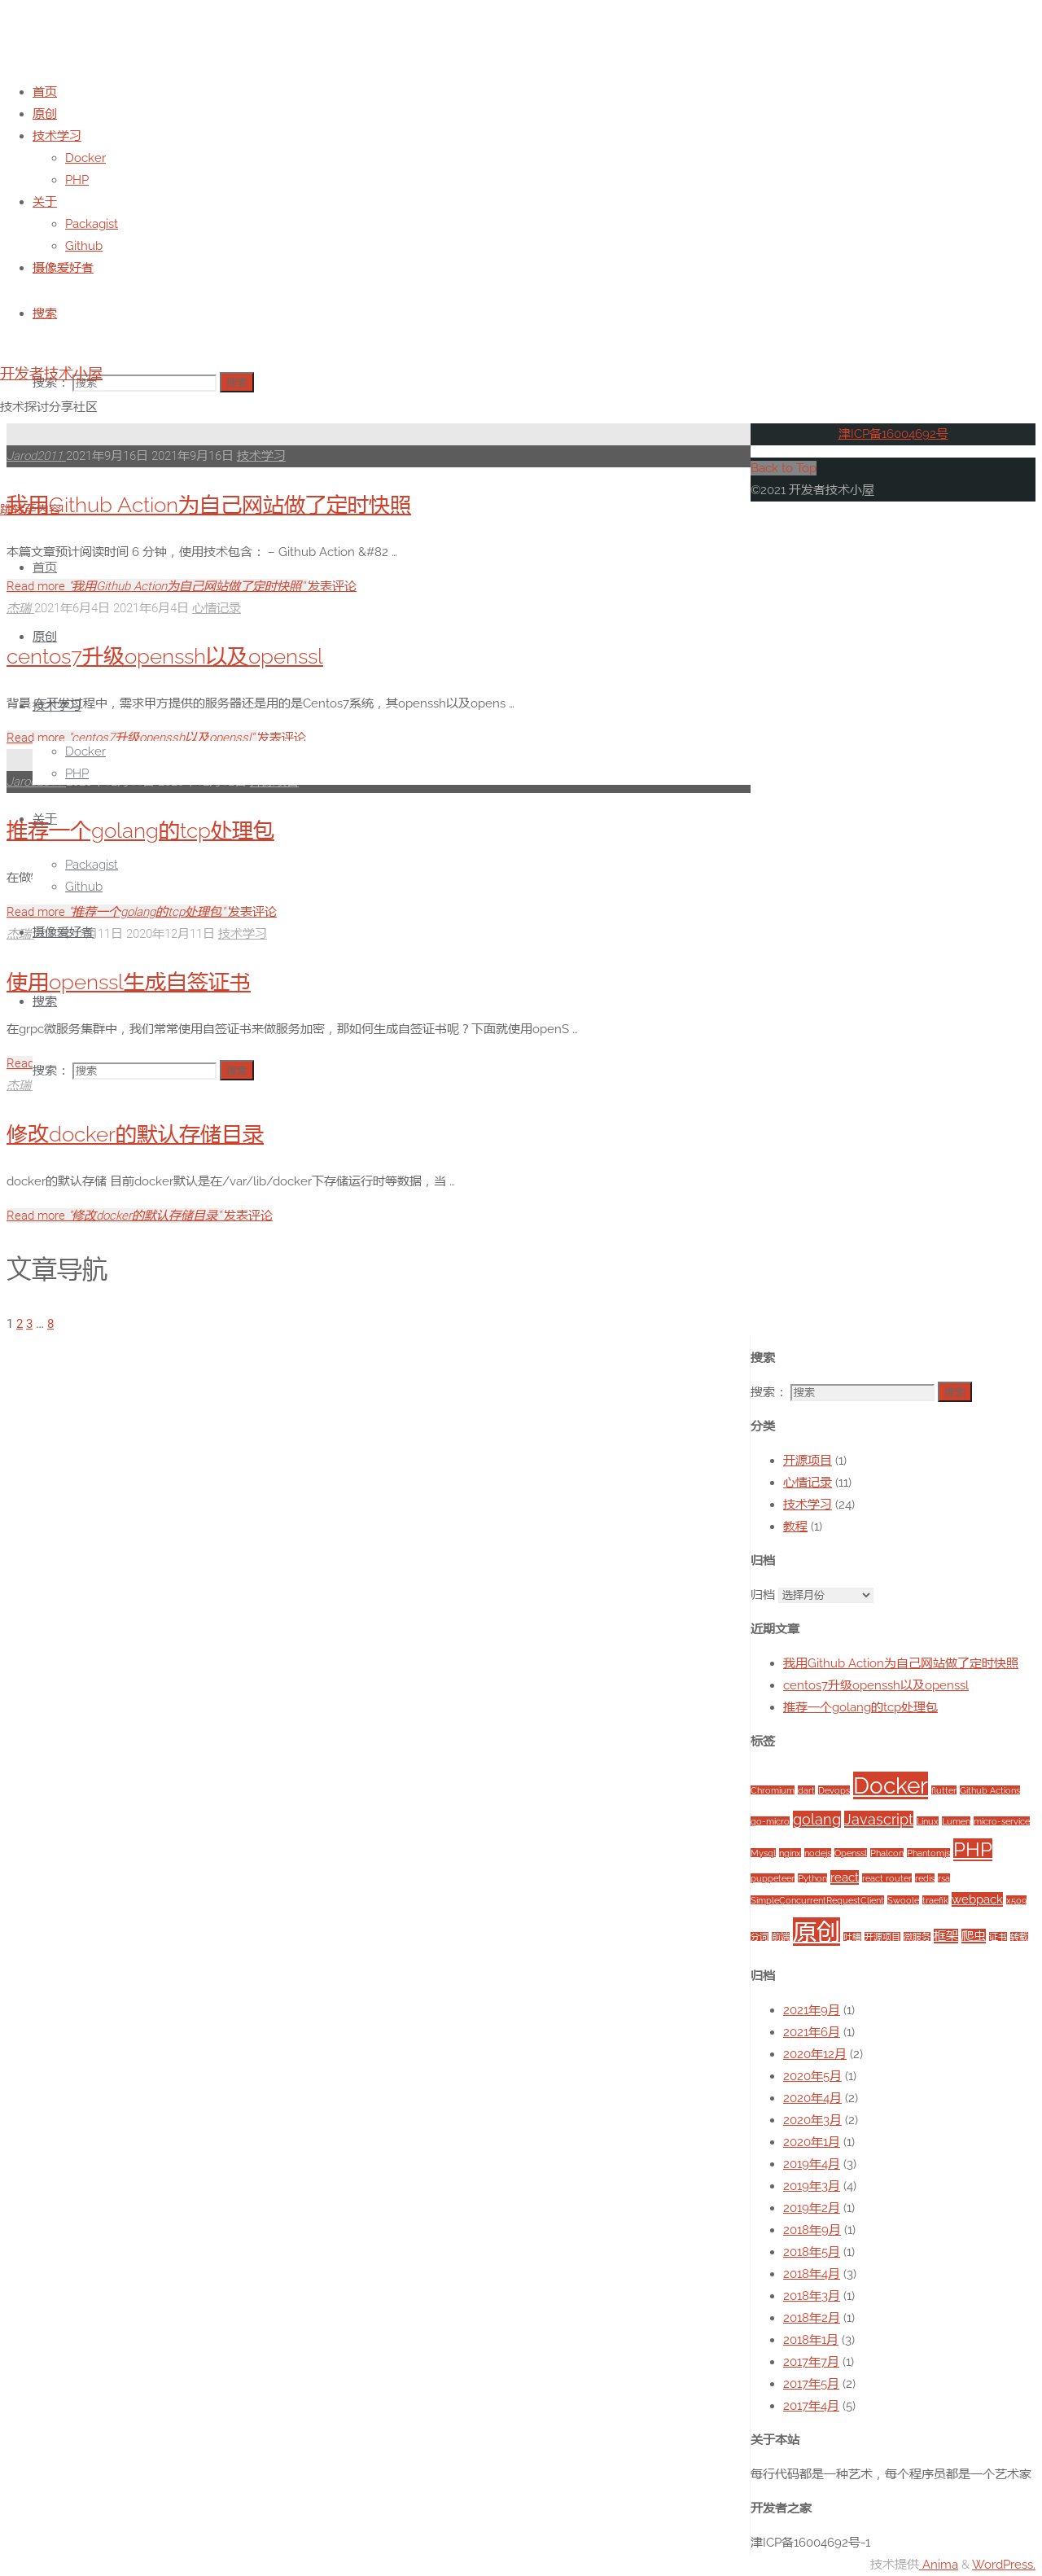 首页
原创
技术学习
Docker
PHP
关于
Packagist
Github
摄像爱好者
搜索
开发者技术小屋
搜索： 搜索
技术探讨分享社区
津ICP备16004692号
Jarod2011 2021年9月16日 2021年9月16日 技术学习
Back to Top
©2021 开发者技术小屋
我用Github Action为自己网站做了定时快照
本篇文章预计阅读时间 6 分钟，使用技术包含： – Github Action &#82 …
首页
Read more "我用Github Action为自己网站做了定时快照" 发表评论
杰瑞 2021年6月4日 2021年6月4日 心情记录
原创
centos7升级openssh以及openssl
背景 在开发过程中，需求甲方提供的服务器还是用的是Centos7系统，其openssh以及opens …
技术学习
Read more "centos7升级openssh以及openssl" 发表评论
Docker
PHP
关于
推荐一个golang的tcp处理包
Packagist
在做
Github
Read more "推荐一个golang的tcp处理包" 发表评论
摄像爱好者
杰瑞 月11日 2020年12月11日 技术学习
使用openssl生成自签证书
搜索
在grpc微服务集群中，我们常常使用自签证书来做服务加密，那如何生成自签证书呢？下面就使用openS …
Read
搜索： 搜索
杰瑞
修改docker的默认存储目录
docker的默认存储 目前docker默认是在/var/lib/docker下存储运行时等数据，当 …
Read more "修改docker的默认存储目录" 发表评论
文章导航
1 2 3 … 8
搜索
搜索： 搜索
分类
开源项目 (1)
心情记录 (11)
技术学习 (24)
教程 (1)
归档
归档 选择月份
近期文章
我用Github Action为自己网站做了定时快照
centos7升级openssh以及openssl
推荐一个golang的tcp处理包
标签
Chromium dart Devops Docker flutter Github Actions
go-micro golang Javascript Linux Lumen micro-service
Mysql nginx nodejs Openssl Phalcon Phantomjs PHP
puppeteer Python react react router redis rsa
SimpleConcurrentRequestClient Swoole traefik webpack x509
分词 前端 原创 吐槽 开源项目 微服务 框架 爬虫 证书 转载
归档
2021年9月 (1)
2021年6月 (1)
2020年12月 (2)
2020年5月 (1)
2020年4月 (2)
2020年3月 (2)
2020年1月 (1)
2019年4月 (3)
2019年3月 (4)
2019年2月 (1)
2018年9月 (1)
2018年5月 (1)
2018年4月 (3)
2018年3月 (1)
2018年2月 (1)
2018年1月 (3)
2017年7月 (1)
2017年5月 (2)
2017年4月 (5)
关于本站
每行代码都是一种艺术，每个程序员都是一个艺术家
开发者之家
津ICP备16004692号-1
技术提供 Anima & WordPress.